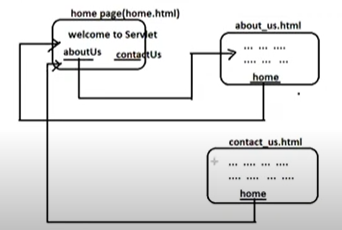 home page(home.html)
welcome to Servlet
aboutUs contactUs
about_us.html
... ... ....
.... ... ...
home
contact_us.html
... .... ... ....
.... .... ... ....
home